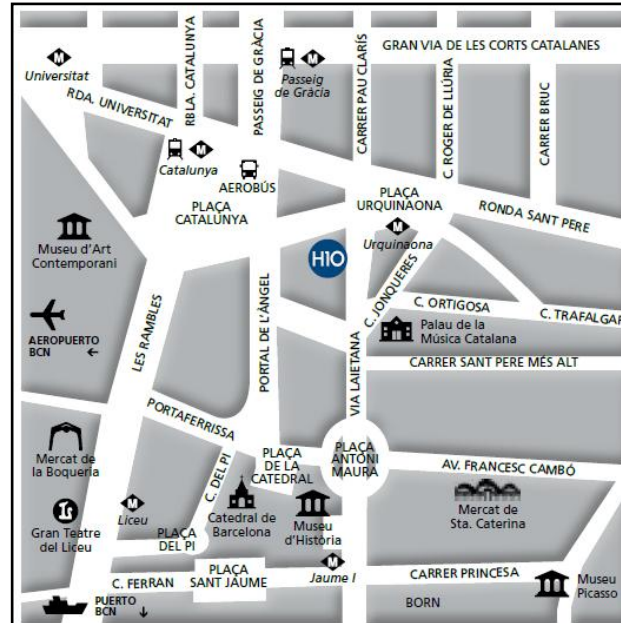 GRAN VIA DE LES CORTS CATALANES
M
Universitat
RDA. UNIVERSITAT
RBLA. CATALUNYA
PASSEIG DE GRÀCIA
M
Passeig
de Gràcia
CARRER PAU CLARÍS
C. ROGER DE LLÚRIA
CARRER BRUC
M
Catalunya
AEROBÚS
PLAÇA
CATALUNYA
PLAÇA
URQUINAONA
M
Urquinaona
RONDA SANT PERE
Museu d'Art
Contemporani
H10
C. JONQUERES
C. ORTIGOSA
C. TRAFALGAR
AEROPUERTO
BCN ←
LES RAMBLES
PORTAL DE L'ÀNGEL
VIA LAIETANA
Palau de la
Música Catalana
CARRER SANT PERE MÉS ALT
PORTAFERRISSA
Mercat de
la Boqueria
C. DEL PI
PLAÇA
DE LA
CATEDRAL
PLAÇA
ANTONI
MAURA
AV. FRANCESC CAMBÓ
Gran Teatre
del Liceu
M
Liceu
PLAÇA
DEL PI
Catedral de
Barcelona
Museu
d'Història
Mercat de
Sta. Caterina
C. FERRAN
PLAÇA
SANT JAUME
M
Jaume I
CARRER PRINCESA
Museu
Picasso
PUERTO
BCN ↓
BORN